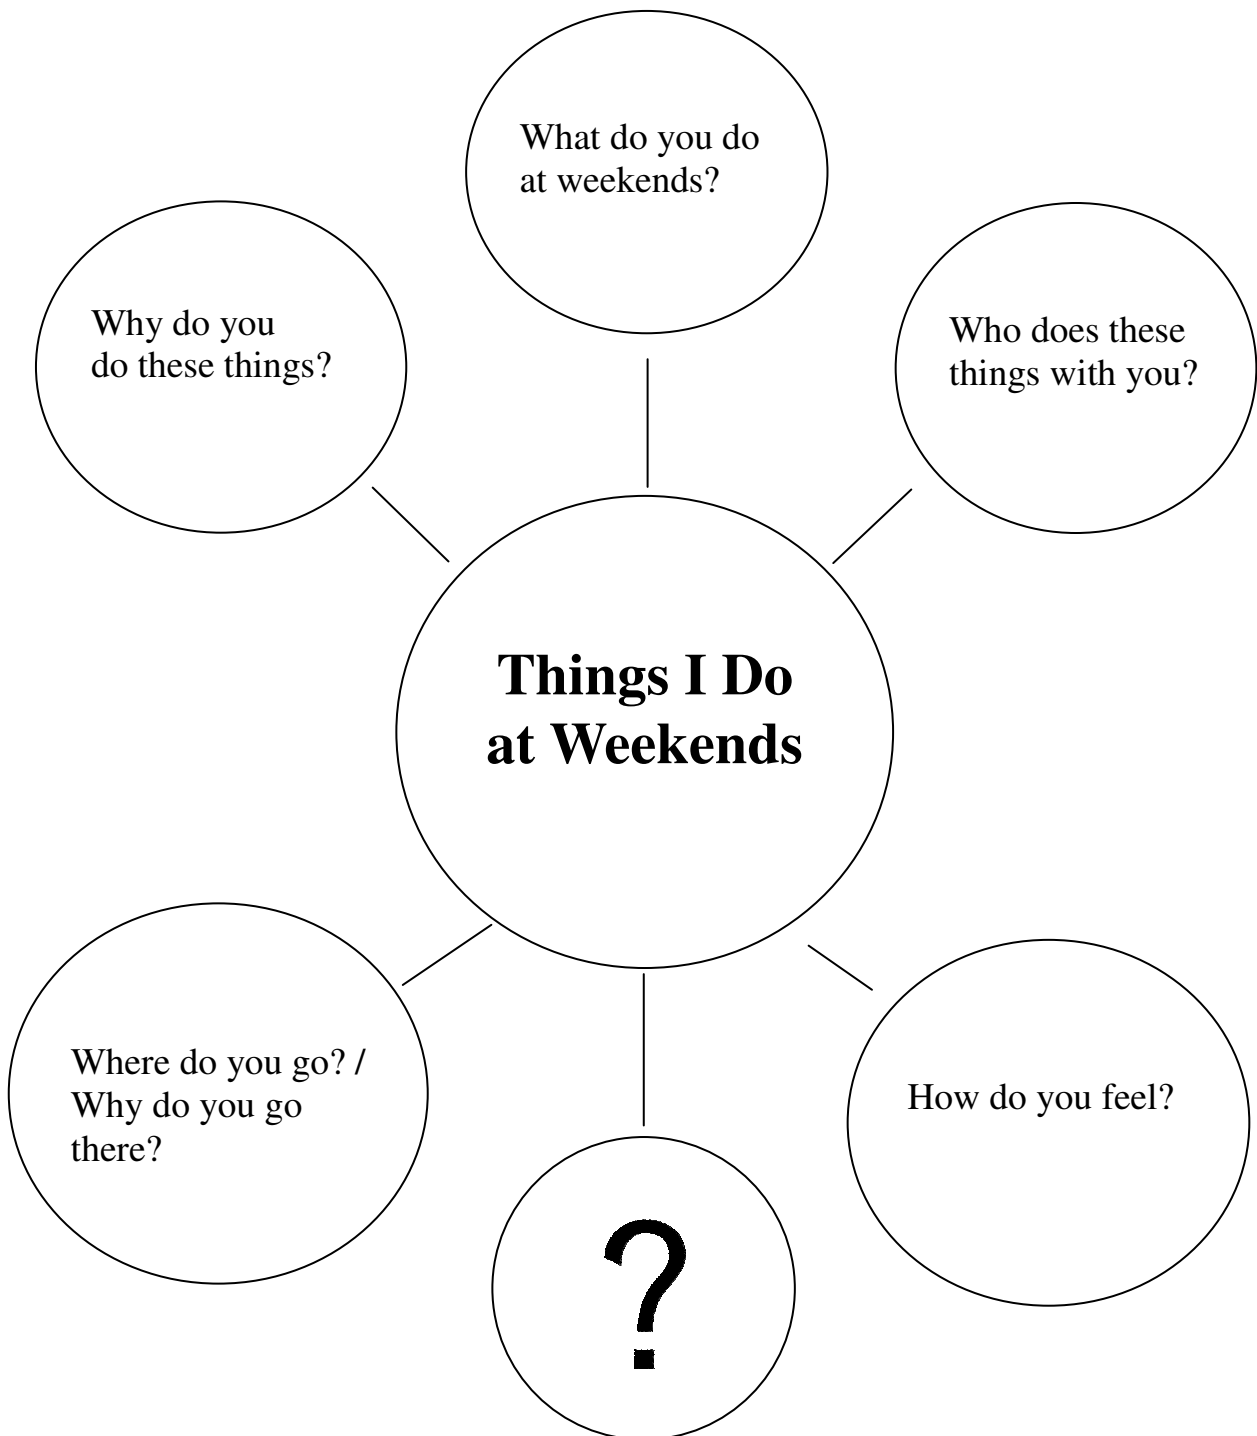 What do you do
at weekends?
Why do you
do these things?
Who does these
things with you?
Things I Do
at Weekends
Where do you go? /
Why do you go
there?
How do you feel?
?